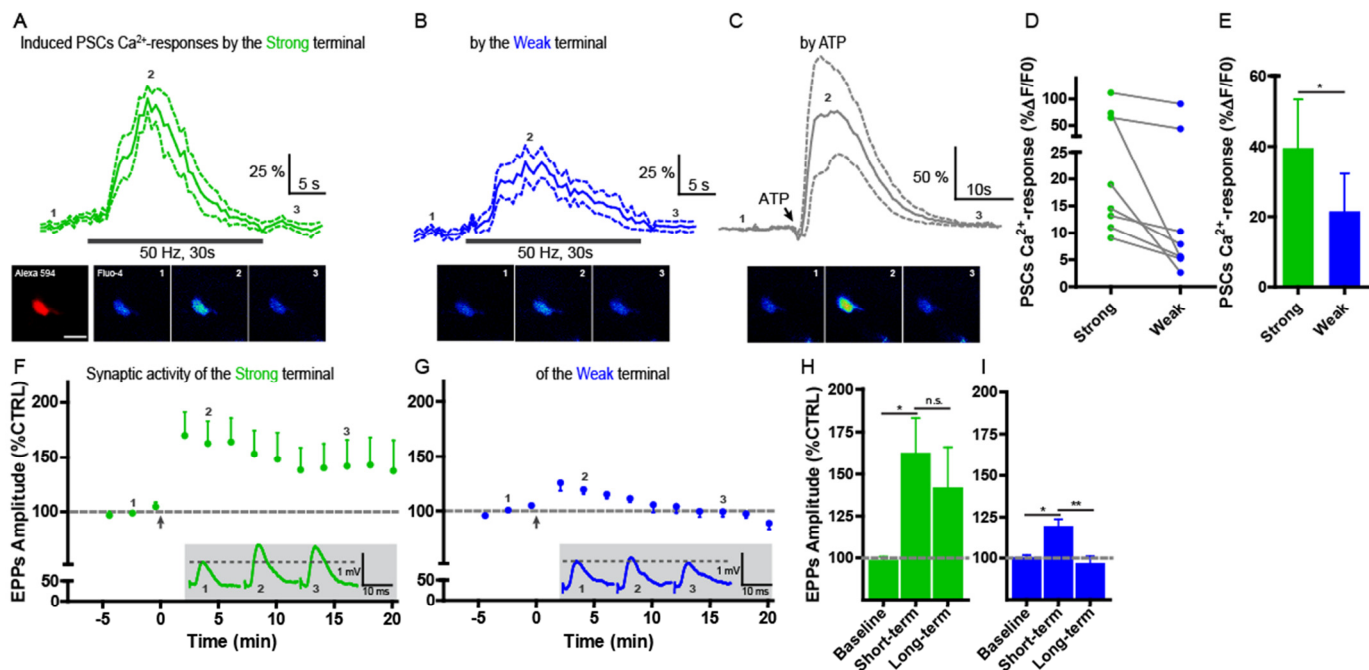 A
Induced PSCs Ca²⁺-responses by the Strong terminal
2
1
3
25 %
5 s
50 Hz, 30s
Alexa 594
Fluo-4
1
2
3
B
by the Weak terminal
2
1
3
25 %
5 s
50 Hz, 30s
1
2
3
C
by ATP
2
ATP
1
3
50 %
10s
1
2
3
D
PSCs Ca²⁺-response (%ΔF/F0)
100
50
25
20
15
10
5
0
Strong
Weak
E
PSCs Ca²⁺-response (%ΔF/F0)
60
40
20
0
*
Strong
Weak
F
Synaptic activity of the Strong terminal
EPPs Amplitude (%CTRL)
200
150
100
50
0
1
2
3
1
2
3
1 mV
10 ms
-5
0
5
10
15
20
Time (min)
G
of the Weak terminal
200
150
100
50
0
1
2
3
1
2
3
1 mV
10 ms
-5
0
5
10
15
20
Time (min)
H
EPPs Amplitude (%CTRL)
200
175
150
125
100
*
n.s.
Baseline
Short-term
Long-term
I
200
175
150
125
100
*
**
Baseline
Short-term
Long-term